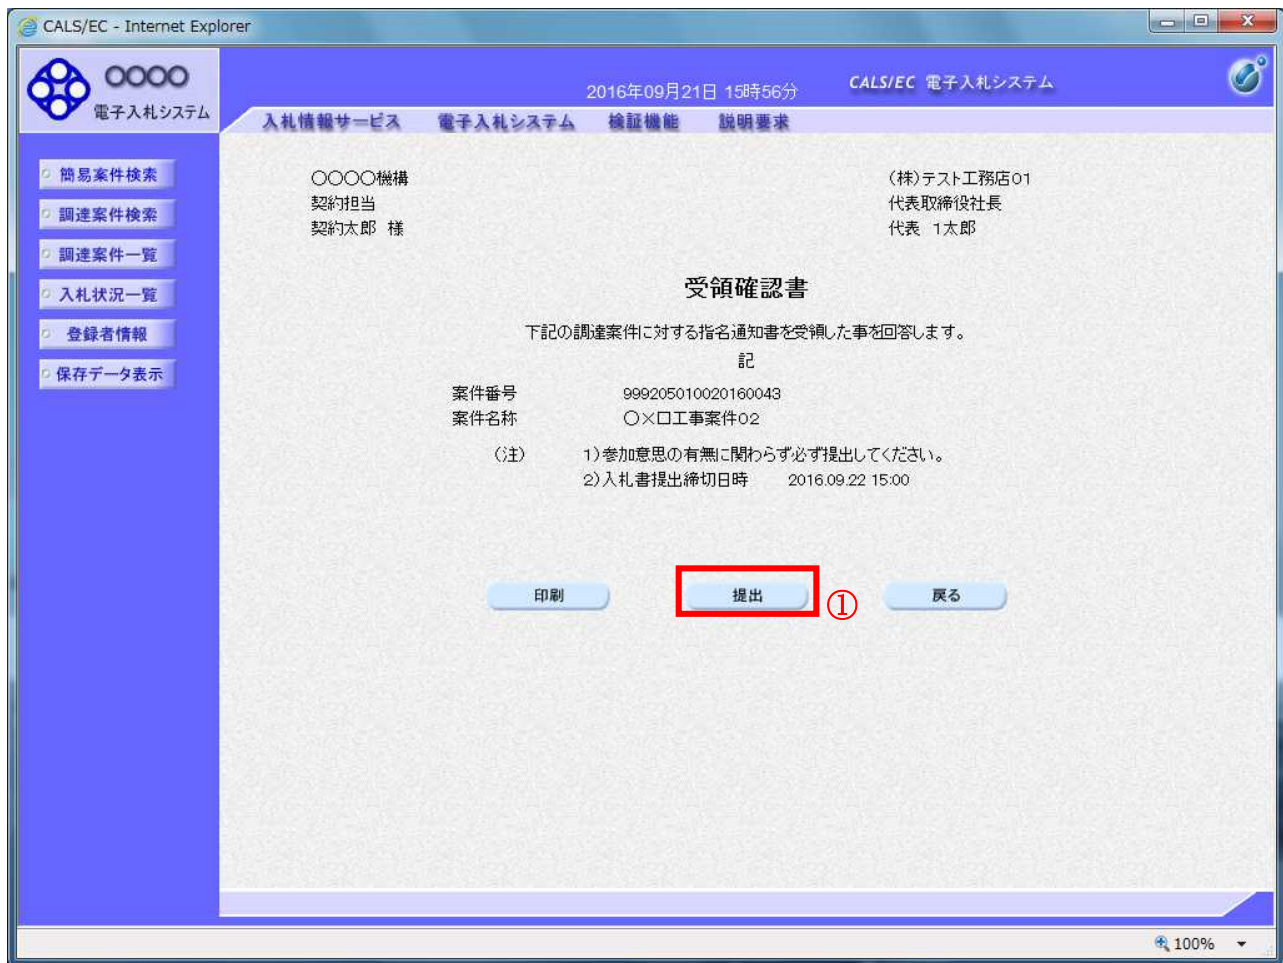 CALS/EC - Internet Explorer
〇〇〇〇
電子入札システム
2016年09月21日 15時56分
CALS/EC 電子入札システム
入札情報サービス 電子入札システム 検証機能 説明要求
簡易案件検索
調達案件検索
調達案件一覧
入札状況一覧
登録者情報
保存データ表示
〇〇〇〇機構
契約担当
契約太郎 様
(株)テスト工務店01
代表取締役社長
代表 1太郎
受領確認書
下記の調達案件に対する指名通知書を受領した事を回答します。
記
案件番号 999205010020160043
案件名称 〇×口工事案件02
(注) 1)参加意思の有無に関わらず必ず提出してください。
2)入札書提出締切日時 2016.09.22 15:00
印刷 提出 ① 戻る
100%